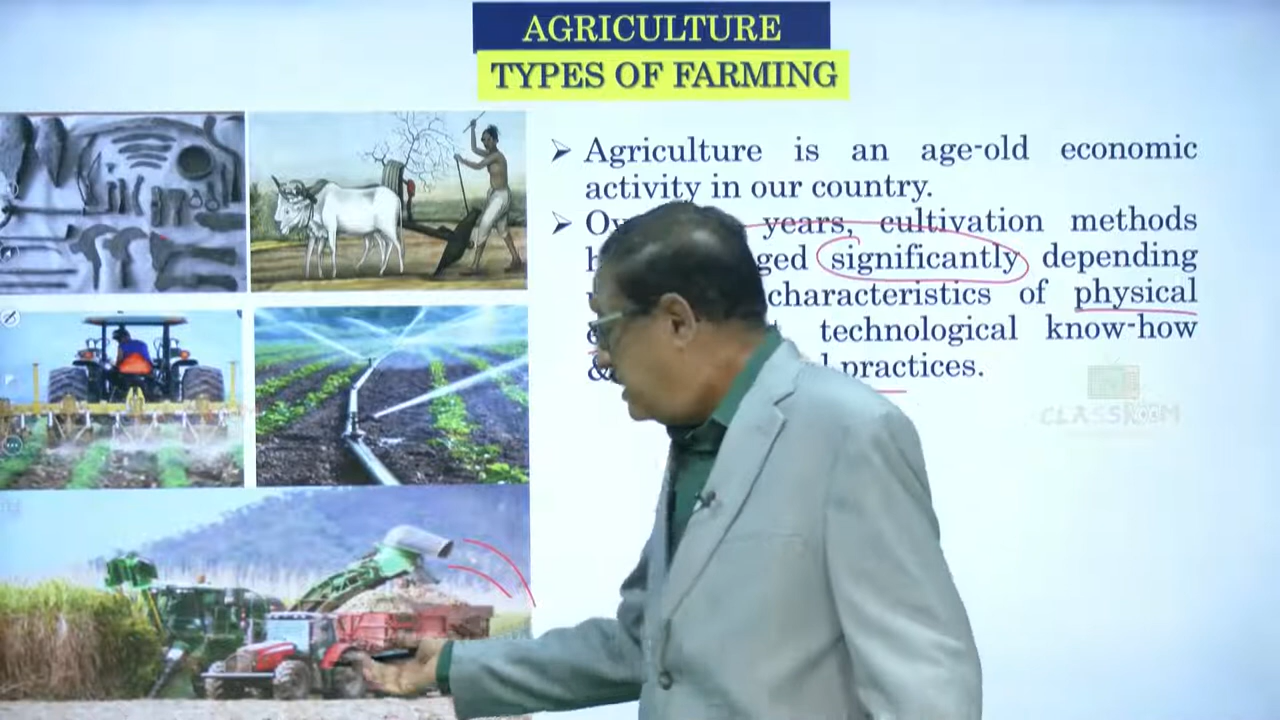 AGRICULTURE
TYPES OF FARMING
➢ Agriculture is an age-old economic
activity in our country.
➢ years, cultivation methods
significantly depending
characteristics of physical
technological know-how
& practices.
CLASSROOM